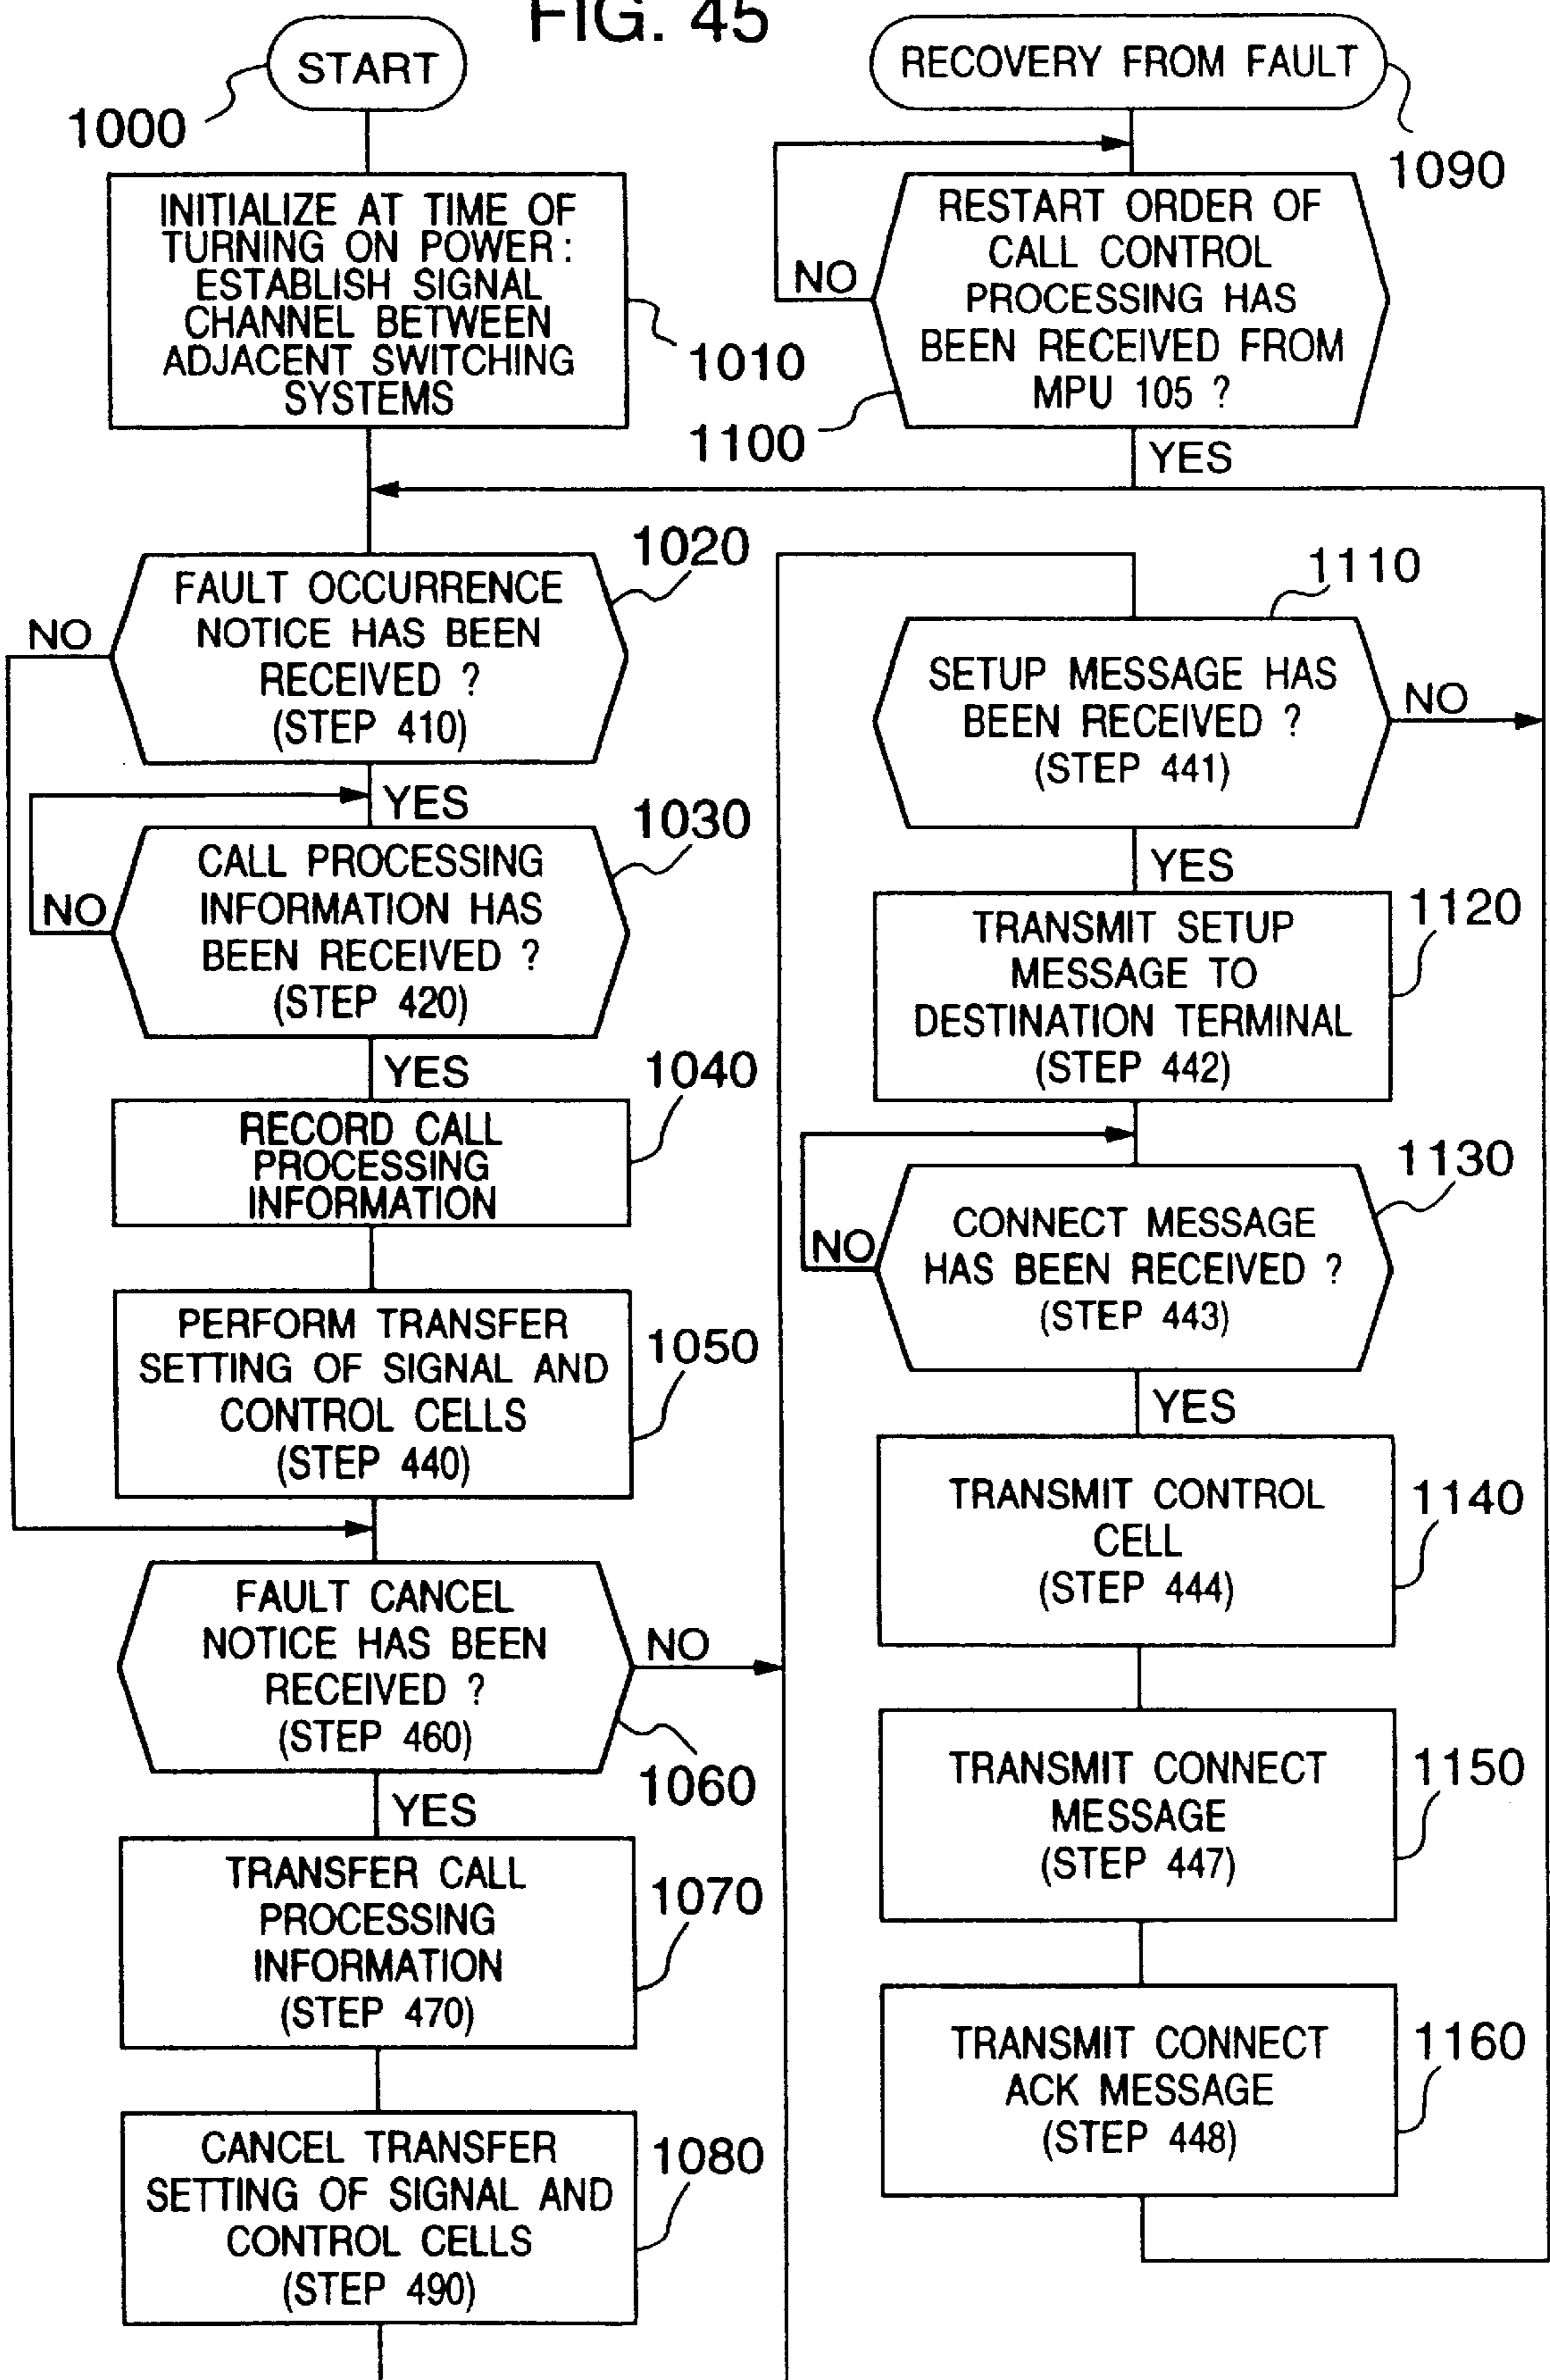 FIG. 45
START
1000
INITIALIZE AT TIME OF
TURNING ON POWER :
ESTABLISH SIGNAL
CHANNEL BETWEEN
ADJACENT SWITCHING
SYSTEMS
1010
FAULT OCCURRENCE
NOTICE HAS BEEN
RECEIVED ?
(STEP 410)
1020
NO
YES
CALL PROCESSING
INFORMATION HAS
BEEN RECEIVED ?
(STEP 420)
1030
NO
YES
RECORD CALL
PROCESSING
INFORMATION
1040
PERFORM TRANSFER
SETTING OF SIGNAL AND
CONTROL CELLS
(STEP 440)
1050
FAULT CANCEL
NOTICE HAS BEEN
RECEIVED ?
(STEP 460)
NO
1060
YES
TRANSFER CALL
PROCESSING
INFORMATION
(STEP 470)
1070
CANCEL TRANSFER
SETTING OF SIGNAL AND
CONTROL CELLS
(STEP 490)
1080
RECOVERY FROM FAULT
1090
RESTART ORDER OF
CALL CONTROL
PROCESSING HAS
BEEN RECEIVED FROM
MPU 105 ?
NO
1100
YES
1110
SETUP MESSAGE HAS
BEEN RECEIVED ?
(STEP 441)
NO
YES
TRANSMIT SETUP
MESSAGE TO
DESTINATION TERMINAL
(STEP 442)
1120
CONNECT MESSAGE
HAS BEEN RECEIVED ?
(STEP 443)
1130
NO
YES
TRANSMIT CONTROL
CELL
(STEP 444)
1140
TRANSMIT CONNECT
MESSAGE
(STEP 447)
1150
TRANSMIT CONNECT
ACK MESSAGE
(STEP 448)
1160